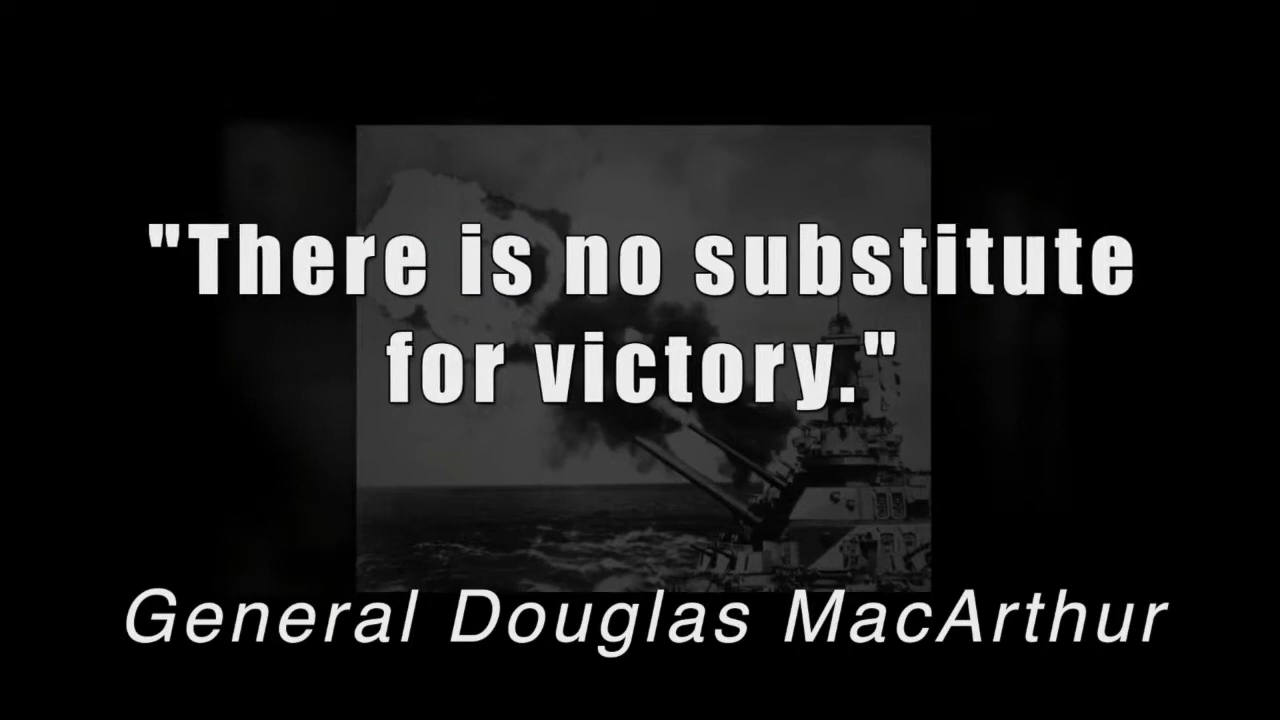 "There is no substitute
for victory."
General Douglas MacArthur